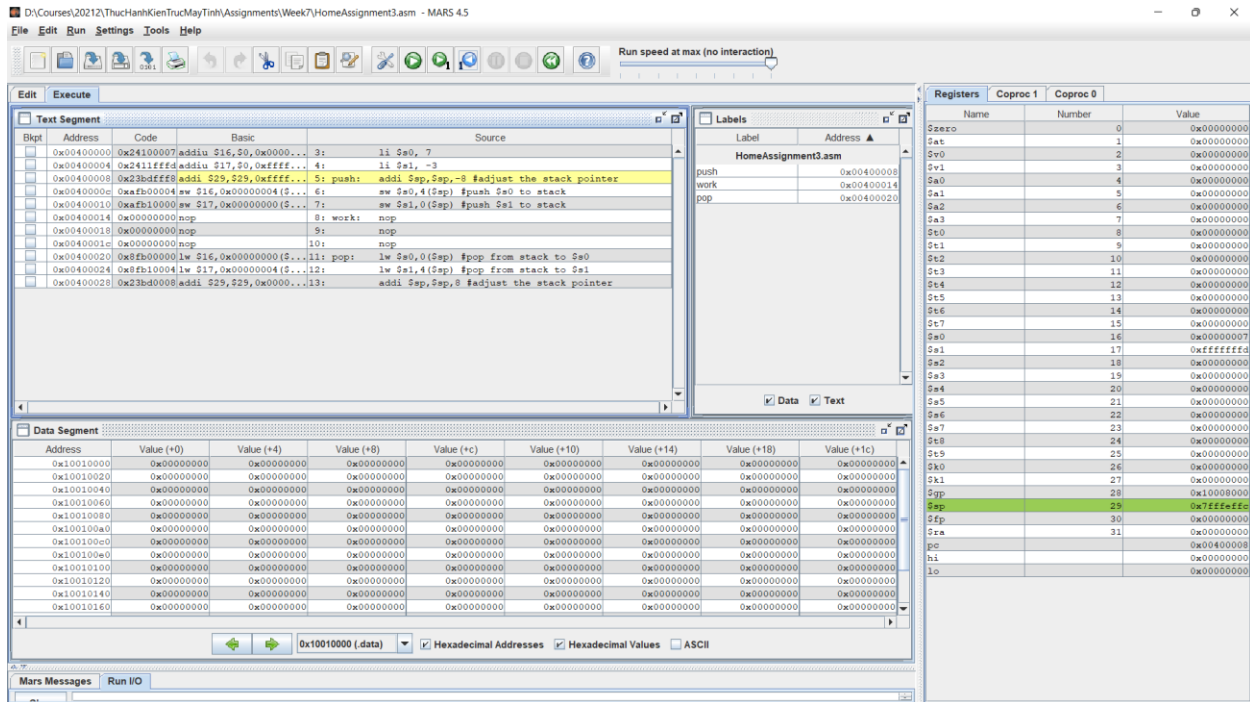 D:\Courses\20212\ThucHanhKienTrucMayTinh\Assignments\Week7\HomeAssignment3.asm - MARS 4.5
File Edit Run Settings Tools Help
Run speed at max (no interaction)
Edit Execute
Text Segment
Bkpt Address Code Basic Source
0x00400000 0x24100007 addiu $16,$0,0x0000... 3: li $s0, 7
0x00400004 0x2411fffd addiu $17,$0,0xffff... 4: li $s1, -3
0x00400008 0x23bdfff8 addi $29,$29,0xffff... 5: push: addi $sp,$sp,-8 #adjust the stack pointer
0x0040000c 0xafb00004 sw $16,0x00000004($... 6: sw $s0,4($sp) #push $s0 to stack
0x00400010 0xafb10000 sw $17,0x00000000($... 7: sw $s1,0($sp) #push $s1 to stack
0x00400014 0x00000000 nop 8: work: nop
0x00400018 0x00000000 nop 9: nop
0x0040001c 0x00000000 nop 10: nop
0x00400020 0x8fb00000 lw $16,0x00000000($... 11: pop: lw $s0,0($sp) #pop from stack to $s0
0x00400024 0x8fb10004 lw $17,0x00000004($... 12: lw $s1,4($sp) #pop from stack to $s1
0x00400028 0x23bd0008 addi $29,$29,0x0000... 13: addi $sp,$sp,8 #adjust the stack pointer
Labels
Label Address ▲
HomeAssignment3.asm
push 0x00400008
work 0x00400014
pop 0x00400020
Data Text
Data Segment
Address Value (+0) Value (+4) Value (+8) Value (+c) Value (+10) Value (+14) Value (+18) Value (+1c)
0x10010000 0x00000000 0x00000000 0x00000000 0x00000000 0x00000000 0x00000000 0x00000000 0x00000000
0x10010020 0x00000000 0x00000000 0x00000000 0x00000000 0x00000000 0x00000000 0x00000000 0x00000000
0x10010040 0x00000000 0x00000000 0x00000000 0x00000000 0x00000000 0x00000000 0x00000000 0x00000000
0x10010060 0x00000000 0x00000000 0x00000000 0x00000000 0x00000000 0x00000000 0x00000000 0x00000000
0x10010080 0x00000000 0x00000000 0x00000000 0x00000000 0x00000000 0x00000000 0x00000000 0x00000000
0x100100a0 0x00000000 0x00000000 0x00000000 0x00000000 0x00000000 0x00000000 0x00000000 0x00000000
0x100100c0 0x00000000 0x00000000 0x00000000 0x00000000 0x00000000 0x00000000 0x00000000 0x00000000
0x100100e0 0x00000000 0x00000000 0x00000000 0x00000000 0x00000000 0x00000000 0x00000000 0x00000000
0x10010100 0x00000000 0x00000000 0x00000000 0x00000000 0x00000000 0x00000000 0x00000000 0x00000000
0x10010120 0x00000000 0x00000000 0x00000000 0x00000000 0x00000000 0x00000000 0x00000000 0x00000000
0x10010140 0x00000000 0x00000000 0x00000000 0x00000000 0x00000000 0x00000000 0x00000000 0x00000000
0x10010160 0x00000000 0x00000000 0x00000000 0x00000000 0x00000000 0x00000000 0x00000000 0x00000000
0x10010000 (.data) Hexadecimal Addresses Hexadecimal Values ASCII
Mars Messages Run I/O
Registers Coproc 1 Coproc 0
Name Number Value
$zero 0 0x00000000
$at 1 0x00000000
$v0 2 0x00000000
$v1 3 0x00000000
$a0 4 0x00000000
$a1 5 0x00000000
$a2 6 0x00000000
$a3 7 0x00000000
$t0 8 0x00000000
$t1 9 0x00000000
$t2 10 0x00000000
$t3 11 0x00000000
$t4 12 0x00000000
$t5 13 0x00000000
$t6 14 0x00000000
$t7 15 0x00000000
$s0 16 0x00000007
$s1 17 0xfffffffd
$s2 18 0x00000000
$s3 19 0x00000000
$s4 20 0x00000000
$s5 21 0x00000000
$s6 22 0x00000000
$s7 23 0x00000000
$t8 24 0x00000000
$t9 25 0x00000000
$k0 26 0x00000000
$k1 27 0x00000000
$gp 28 0x10008000
$sp 29 0x7fffeffc
$fp 30 0x00000000
$ra 31 0x00000000
pc 0x00400008
hi 0x00000000
lo 0x00000000